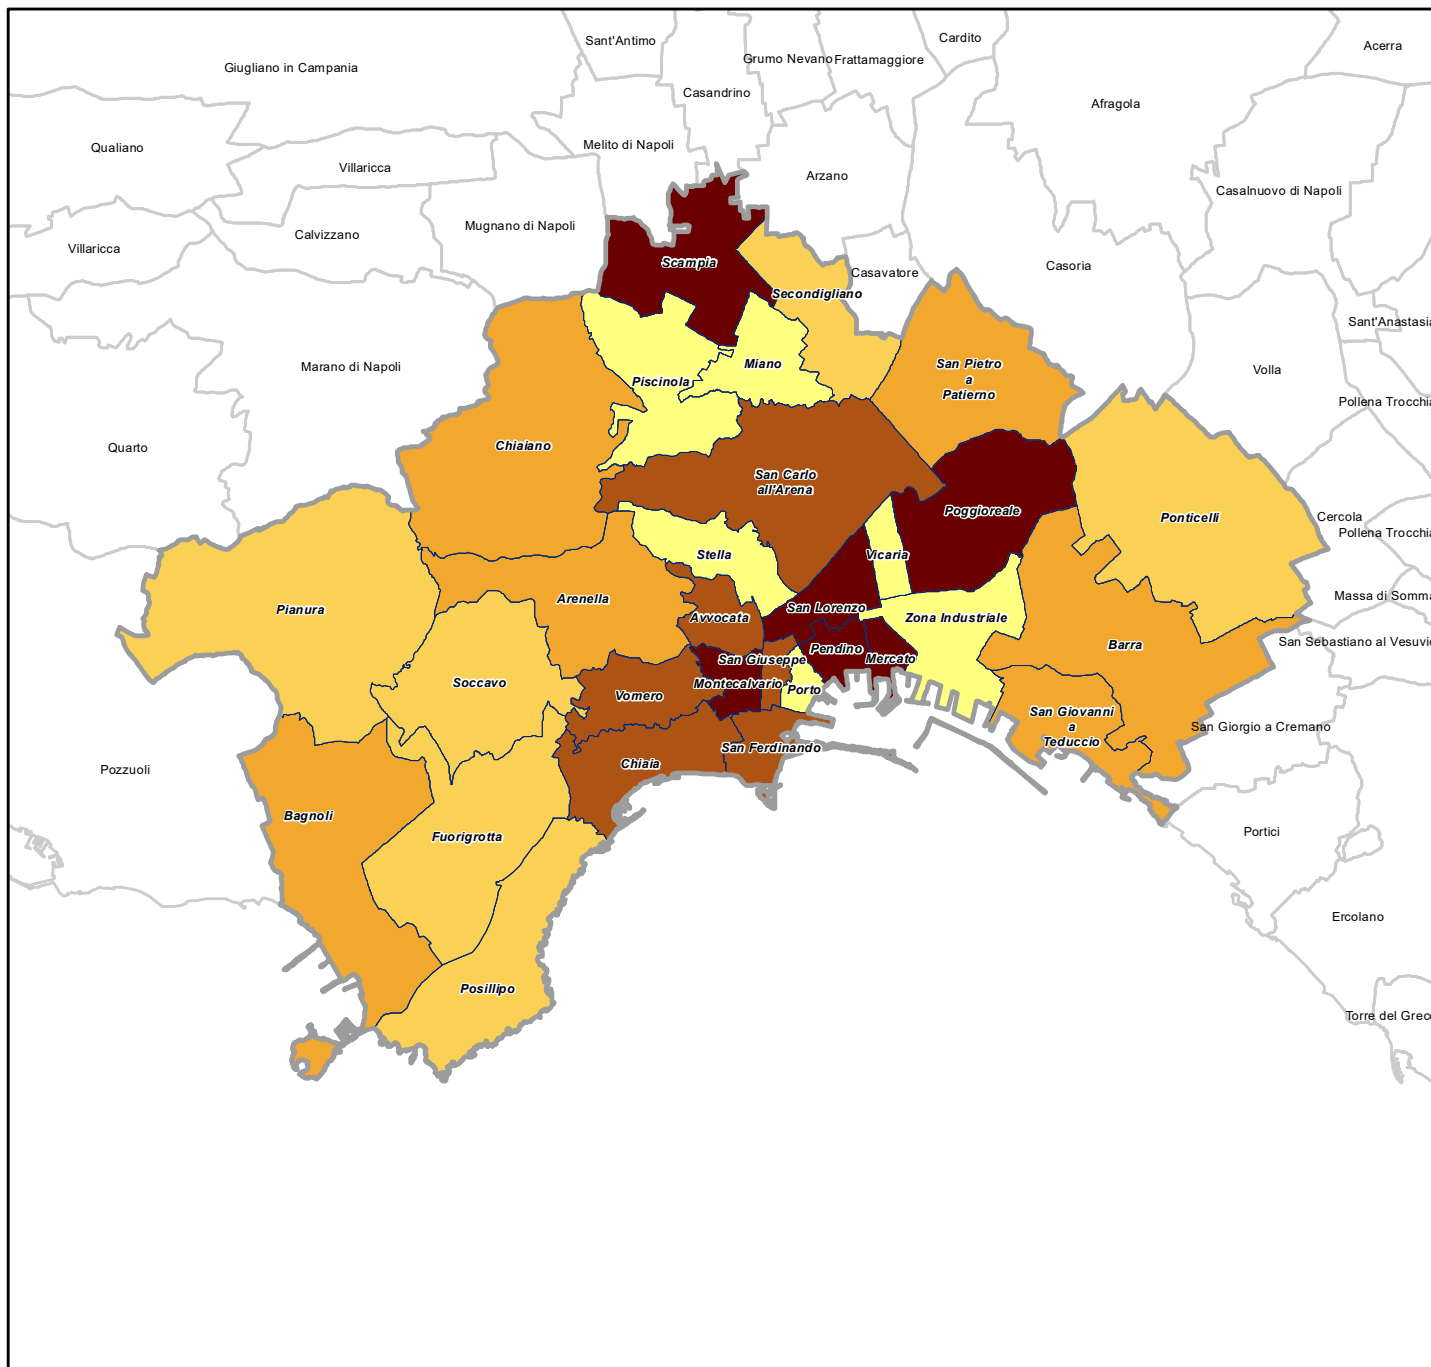 Sant'Antimo
Cardito
Acerra
Giugliano in Campania
Grumo Nevano
Frattamaggiore
Casandrino
Afragola
Qualiano
Melito di Napoli
Villaricca
Arzano
Casalnuovo di Napoli
Mugnano di Napoli
Calvizzano
Villaricca
Scampia
Casavatore
Casoria
Secondigliano
Sant'Anastasia
Marano di Napoli
Miano
San Pietro
a
Patierno
Volla
Piscinola
Pollena Trocchia
Quarto
Chiaiano
San Carlo
all'Arena
Poggioreale
Ponticelli
Cercola
Pollena Trocchia
Stella
Vicaria
Massa di Somma
Pianura
Arenella
San Lorenzo
Avvocata
Zona Industriale
Barra
San Sebastiano al Vesuvio
Pendino
Mercato
San Giuseppe
Soccavo
Montecalvario
Porto
Vomero
San Giovanni
a
Teduccio
San Giorgio a Cremano
San Ferdinando
Chiaia
Pozzuoli
Bagnoli
Fuorigrotta
Portici
Ercolano
Posillipo
Torre del Greco